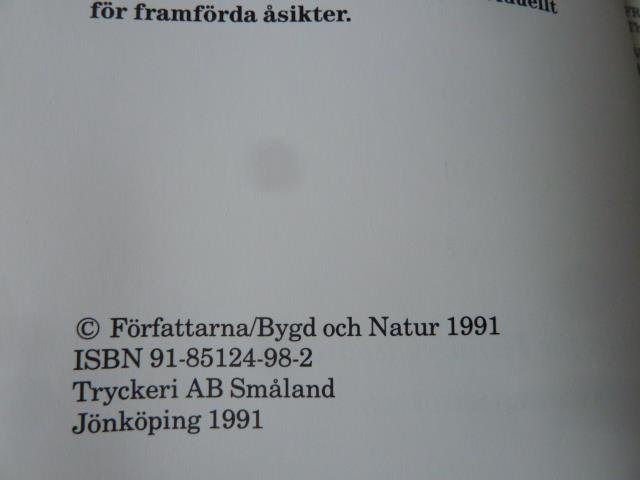 för framförda åsikter.
© Författarna/Bygd och Natur 1991
ISBN 91-85124-98-2
Tryckeri AB Småland
Jönköping 1991